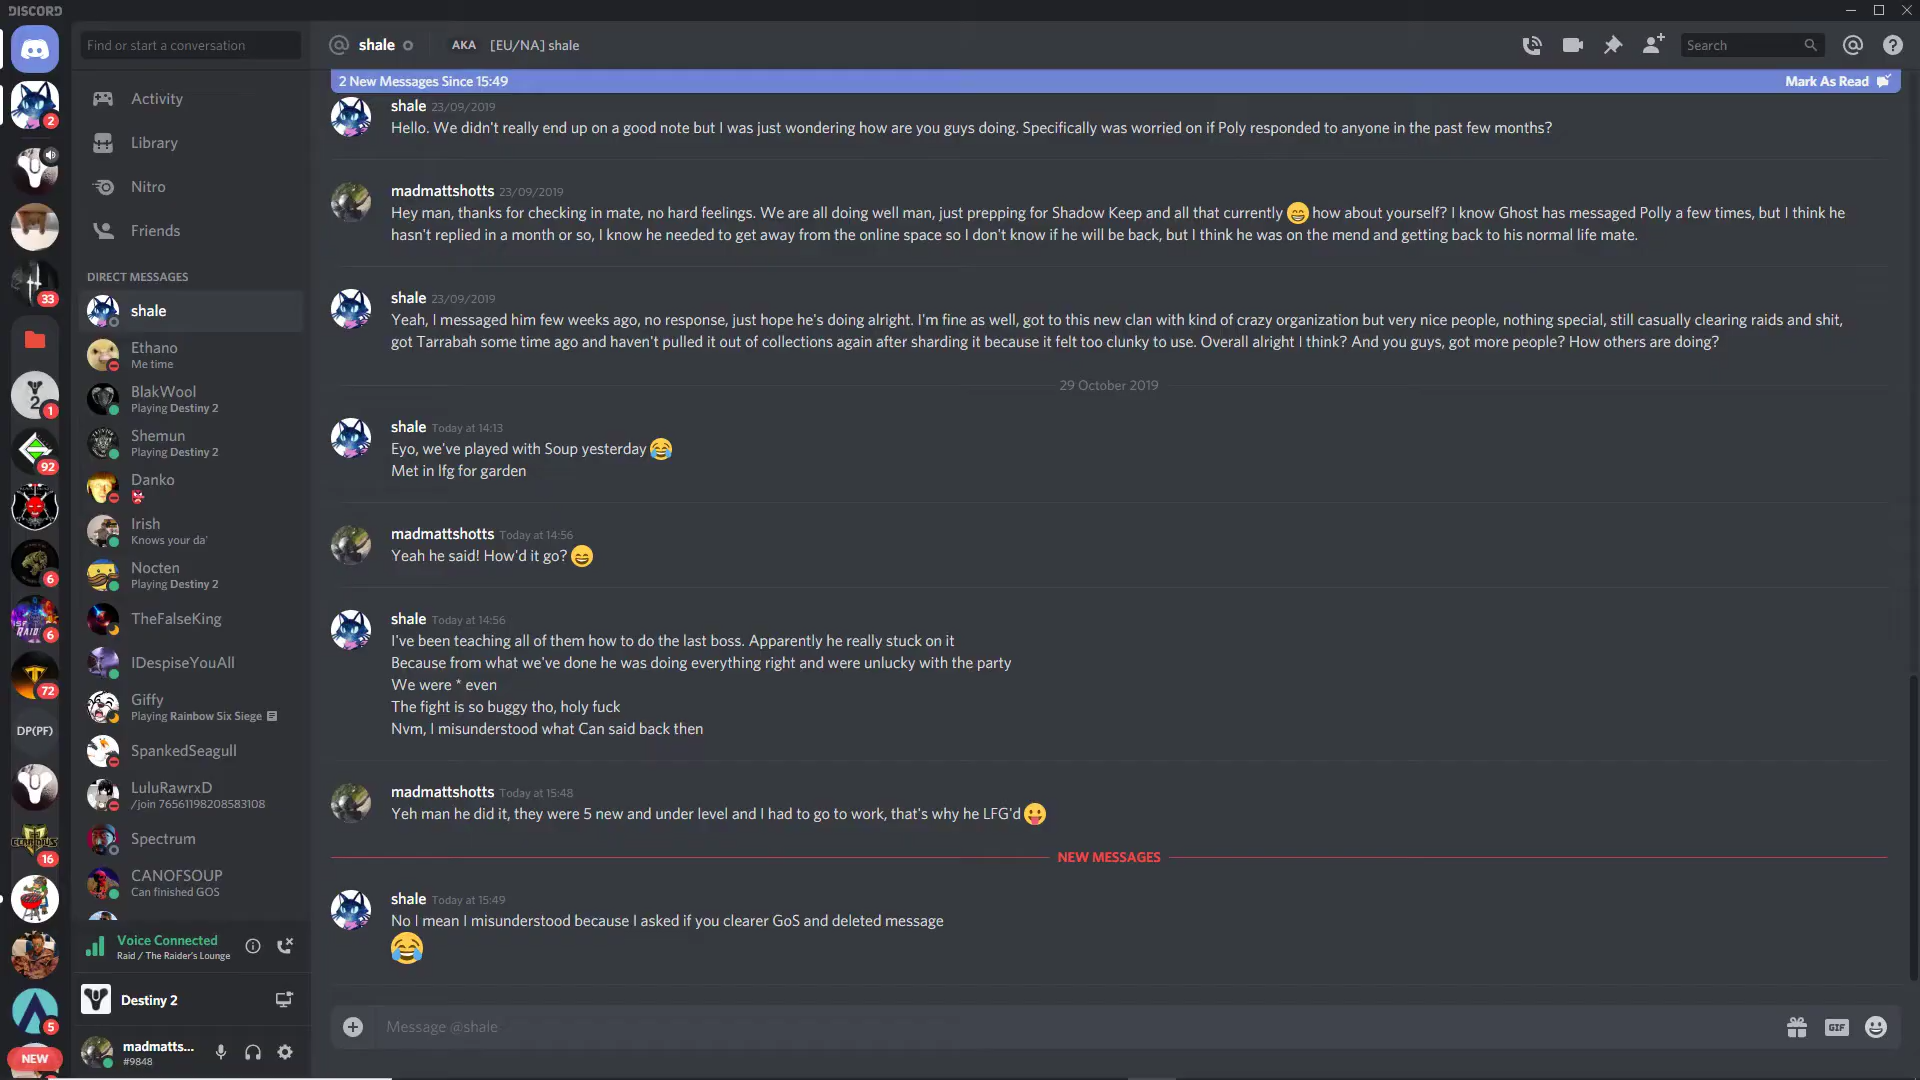 DISCORD
Find or start a conversation
Activity
Library
Nitro
Friends
DIRECT MESSAGES
shale
Ethano
Me time
BlakWool
Playing Destiny 2
Shemun
Playing Destiny 2
Danko
Irish
Knows your da'
Nocten
Playing Destiny 2
TheFalseKing
IDespiseYouAll
Giffy
Playing Rainbow Six Siege
SpankedSeagull
LuluRawrxD
/join 76561198208583108
Spectrum
CANOFSOUP
Can finished GOS
Voice Connected
Raid / The Raider's Lounge
Destiny 2
madmatts...
#9848
2
33
2
1
92
6
6
72
DP(PF)
16
5
NEW
shale
AKA [EU/NA] shale
Search
2 New Messages Since 15:49
Mark As Read
shale 23/09/2019
Hello. We didn't really end up on a good note but I was just wondering how are you guys doing. Specifically was worried on if Poly responded to anyone in the past few months?
madmattshotts 23/09/2019
Hey man, thanks for checking in mate, no hard feelings. We are all doing well man, just prepping for Shadow Keep and all that currently 😄 how about yourself? I know Ghost has messaged Polly a few times, but I think he
hasn't replied in a month or so, I know he needed to get away from the online space so I don't know if he will be back, but I think he was on the mend and getting back to his normal life mate.
shale 23/09/2019
Yeah, I messaged him few weeks ago, no response, just hope he's doing alright. I'm fine as well, got to this new clan with kind of crazy organization but very nice people, nothing special, still casually clearing raids and shit,
got Tarrabah some time ago and haven't pulled it out of collections again after sharding it because it felt too clunky to use. Overall alright I think? And you guys, got more people? How others are doing?
29 October 2019
shale Today at 14:13
Eyo, we've played with Soup yesterday 😂
Met in lfg for garden
madmattshotts Today at 14:56
Yeah he said! How'd it go? 😄
shale Today at 14:56
I've been teaching all of them how to do the last boss. Apparently he really stuck on it
Because from what we've done he was doing everything right and were unlucky with the party
We were * even
The fight is so buggy tho, holy fuck
Nvm, I misunderstood what Can said back then
madmattshotts Today at 15:48
Yeh man he did it, they were 5 new and under level and I had to go to work, that's why he LFG'd 😛
NEW MESSAGES
shale Today at 15:49
No I mean I misunderstood because I asked if you clearer GoS and deleted message
😂
Message @shale
GIF